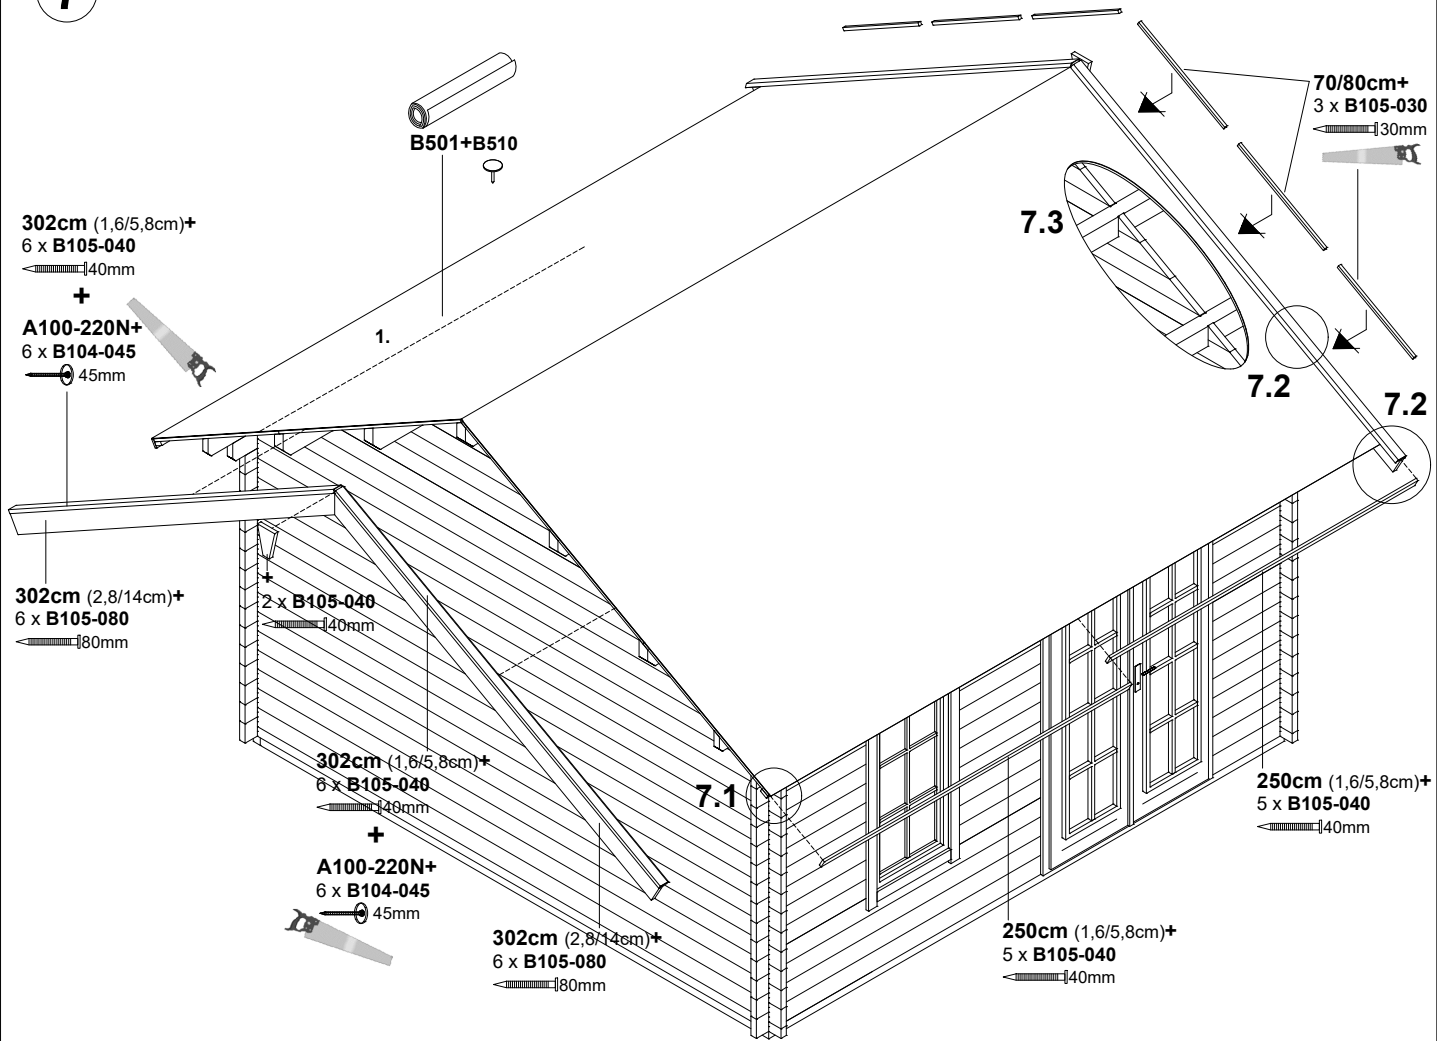 7
B501+B510
70/80cm+
3 x B105-030
30mm
302cm (1,6/5,8cm)+
6 x B105-040
40mm
+
A100-220N+
6 x B104-045
45mm
1.
7.3
7.2
7.2
302cm (2,8/14cm)+
6 x B105-080
80mm
+
2 x B105-040
40mm
302cm (1,6/5,8cm)+
6 x B105-040
40mm
+
A100-220N+
6 x B104-045
45mm
7.1
302cm (2,8/14cm)+
6 x B105-080
80mm
250cm (1,6/5,8cm)+
5 x B105-040
40mm
250cm (1,6/5,8cm)+
5 x B105-040
40mm